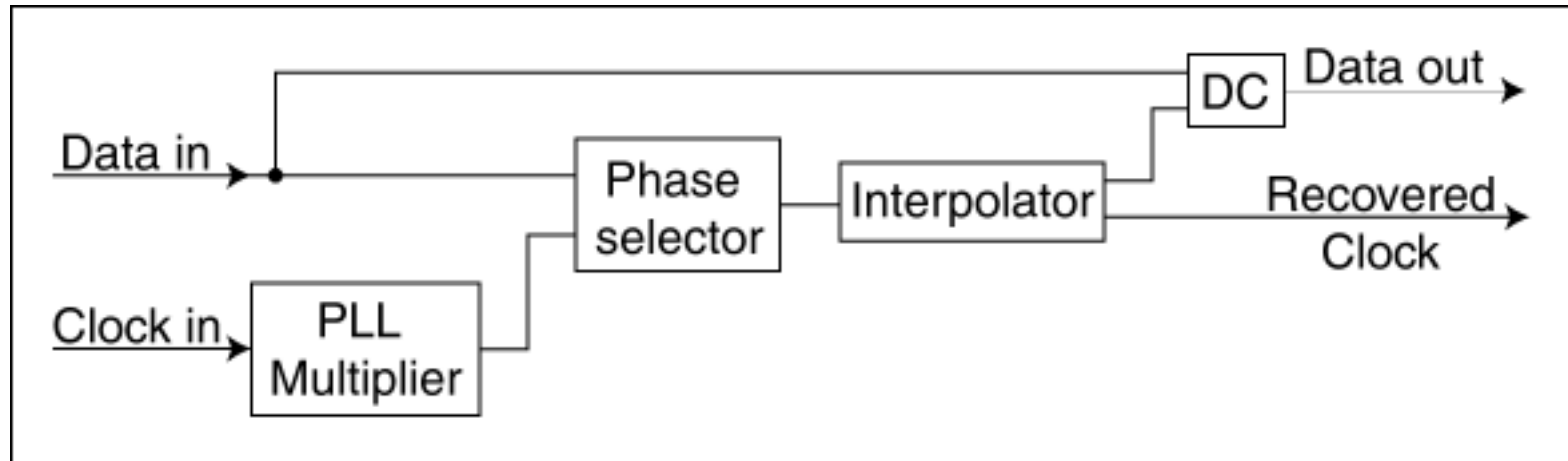 DC
Data out
Data in
Phase
selector
Interpolator
Recovered
Clock
Clock in
PLL
Multiplier